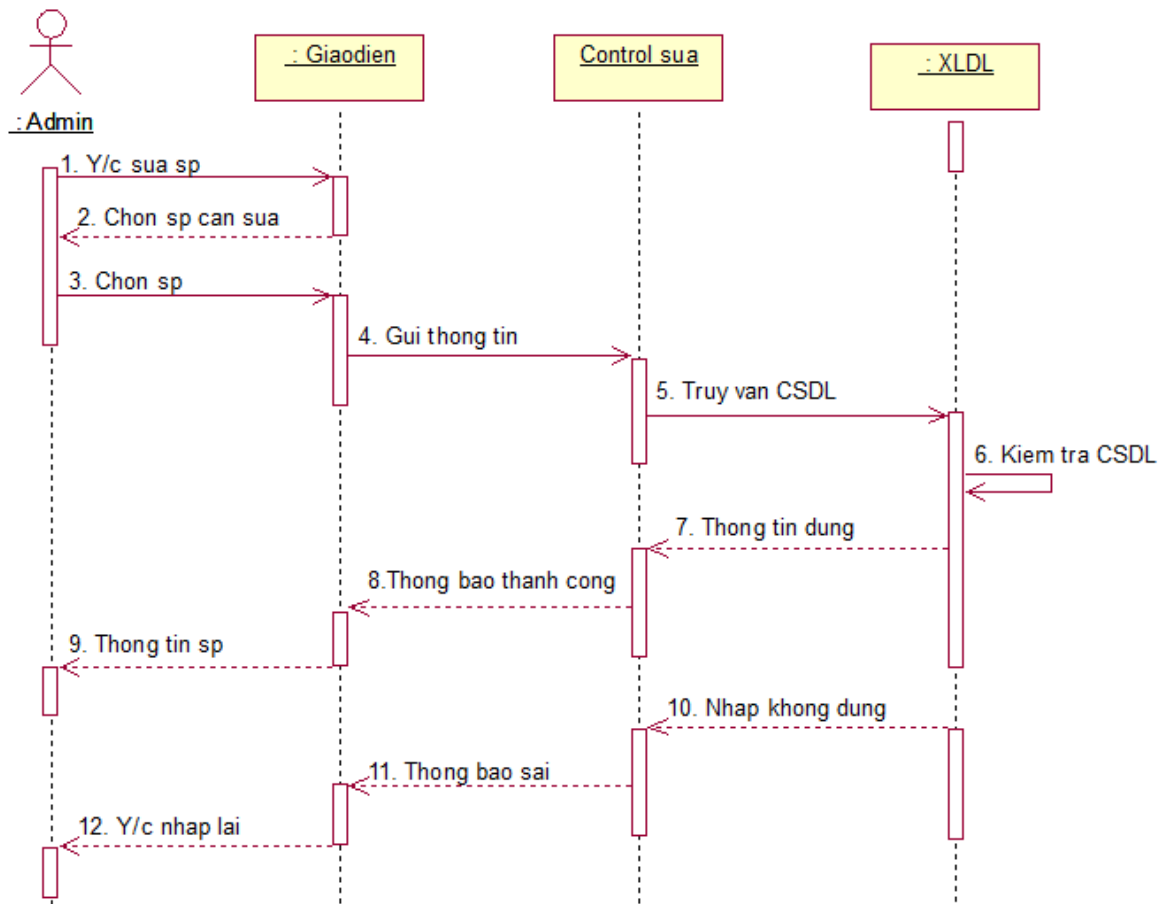 : Giaodien
Control sua
: XLDL
: Admin
1. Y/c sua sp
2. Chon sp can sua
3. Chon sp
4. Gui thong tin
5. Truy van CSDL
6. Kiem tra CSDL
7. Thong tin dung
8.Thong bao thanh cong
9. Thong tin sp
10. Nhap khong dung
11. Thong bao sai
12. Y/c nhap lai